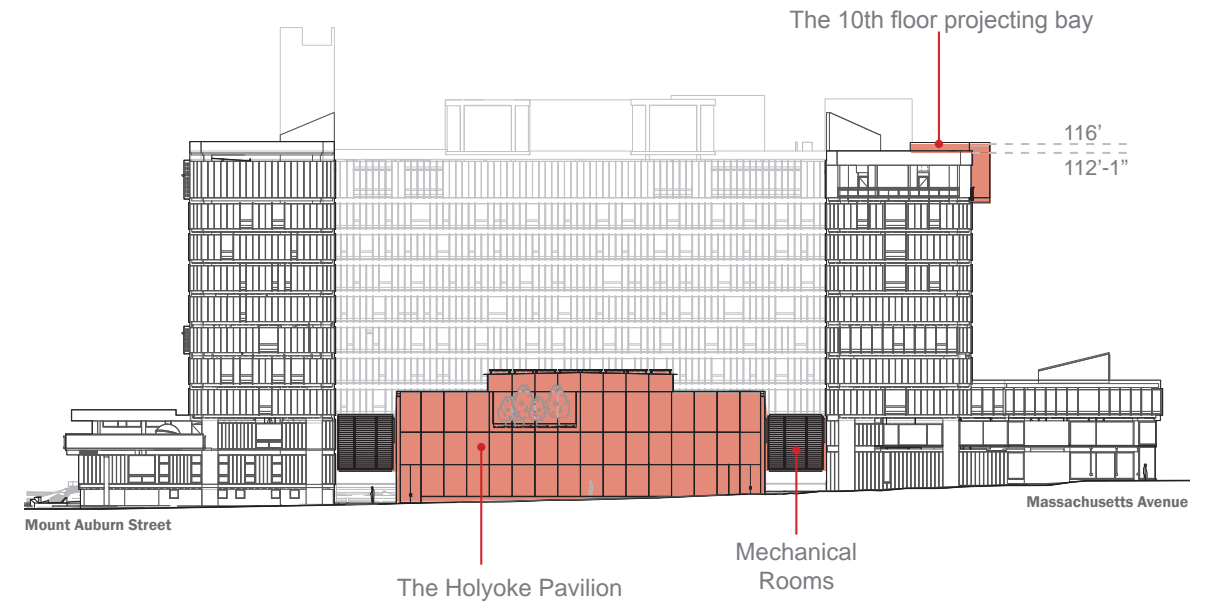 The 10th floor projecting bay
116’
112’-1”
Mount Auburn Street
Massachusetts Avenue
Mechanical
Rooms
The Holyoke Pavilion